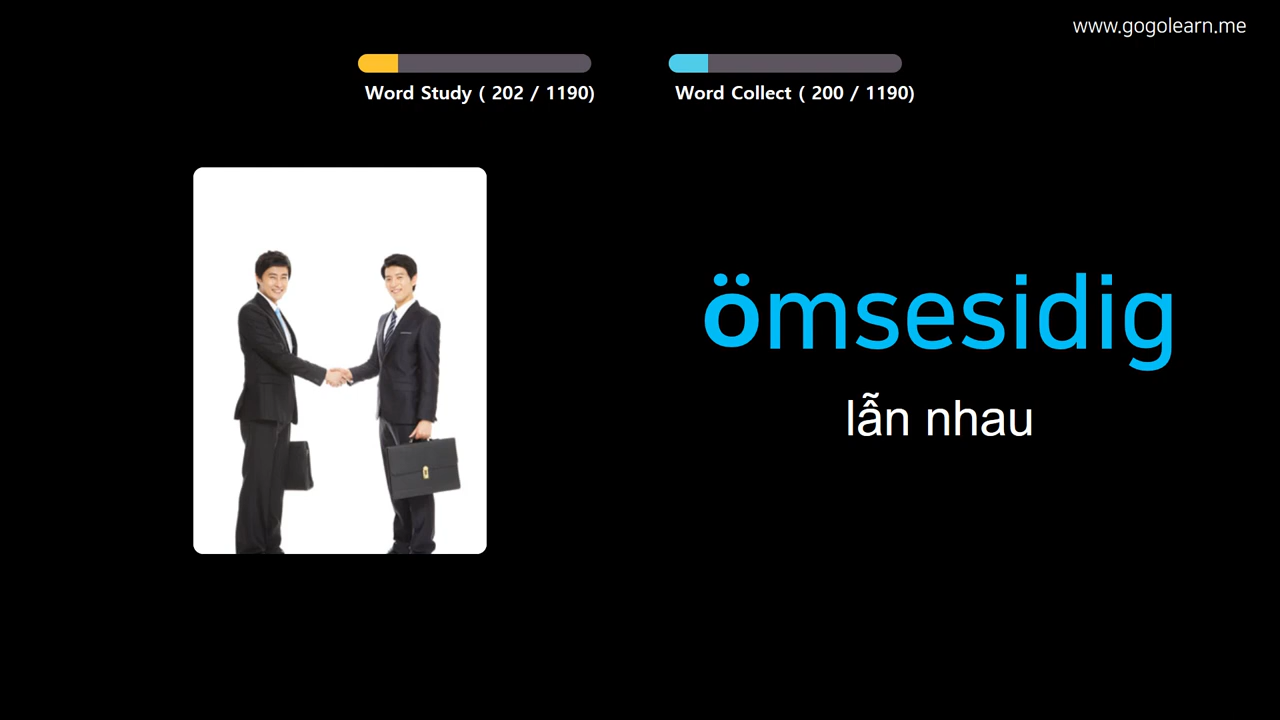 www.gogolearn.me
Word Study ( 202 / 1190)
Word Collect ( 200 / 1190)
ömsesidig
lẫn nhau